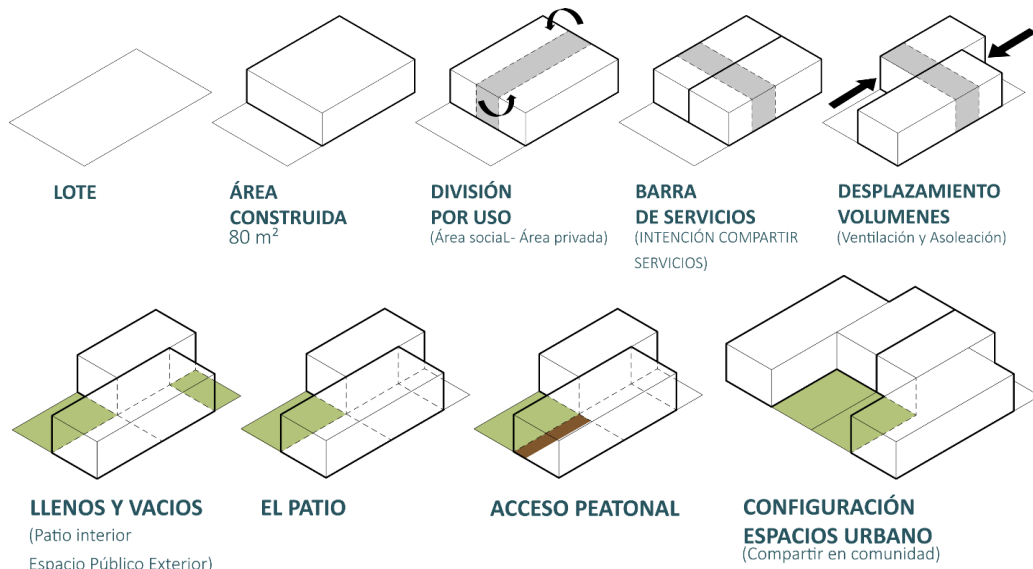 LOTE
ÁREA
CONSTRUIDA
80 m²
DIVISIÓN
POR USO
(Área sociaL- Área privada)
BARRA
DE SERVICIOS
(INTENCIÓN COMPARTIR
SERVICIOS)
DESPLAZAMIENTO
VOLUMENES
(Ventilación y Asoleación)
LLENOS Y VACIOS
(Patio interior
Espacio Público Exterior)
EL PATIO
ACCESO PEATONAL
CONFIGURACIÓN
ESPACIOS URBANO
(Compartir en comunidad)